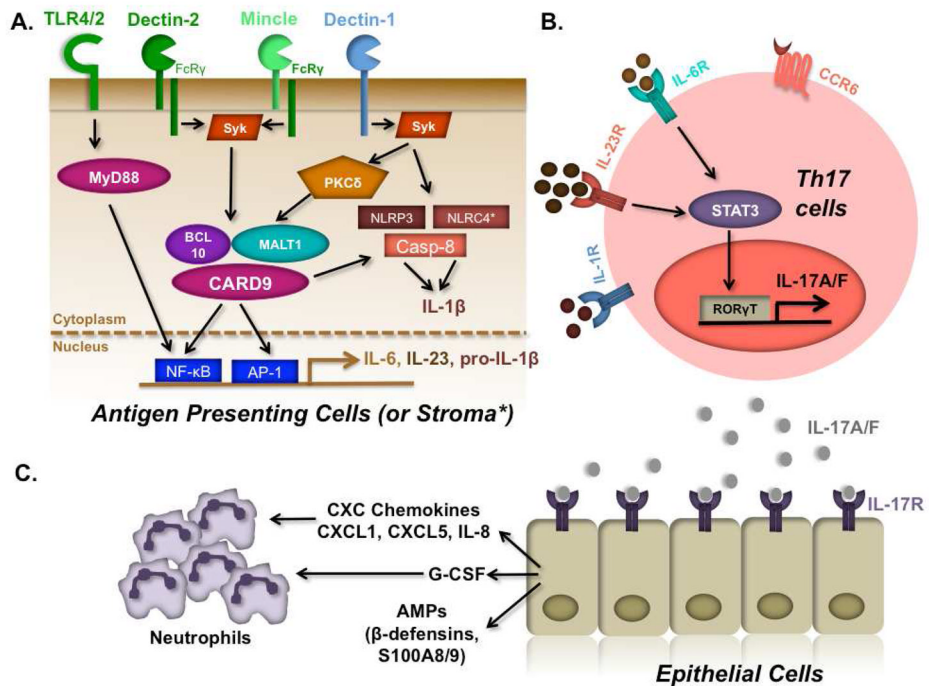 A.
TLR4/2 Dectin-2 Mincle Dectin-1
FcRγ
FcRγ
Syk
Syk
MyD88
PKCδ
NLRP3
NLRC4*
BCL
10
MALT1
Casp-8
CARD9
IL-1β
Cytoplasm
Nucleus
NF-κB
AP-1
IL-6, IL-23, pro-IL-1β
Antigen Presenting Cells (or Stroma*)
B.
IL-6R
CCR6
IL-23R
Th17
cells
STAT3
IL-1R
IL-17A/F
RORγT
IL-17A/F
C.
IL-17R
CXC Chemokines
CXCL1, CXCL5, IL-8
G-CSF
AMPs
(β-defensins,
S100A8/9)
Neutrophils
Epithelial Cells